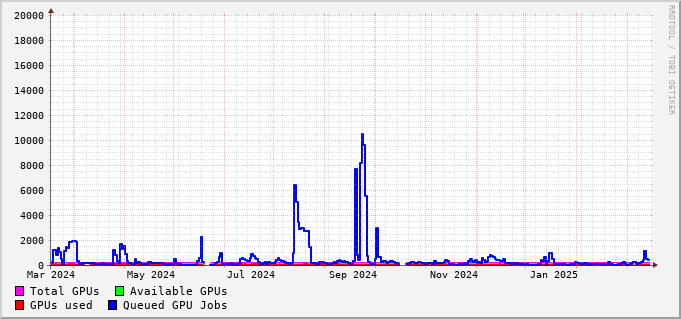 20000
18000
16000
14000
12000
10000
8000
6000
4000
2000
0
Mar 2024 May 2024 Jul 2024 Sep 2024 Nov 2024 Jan 2025
Total GPUs Available GPUs
GPUs used Queued GPU Jobs
RRDTOOL / TOBI OETIKER